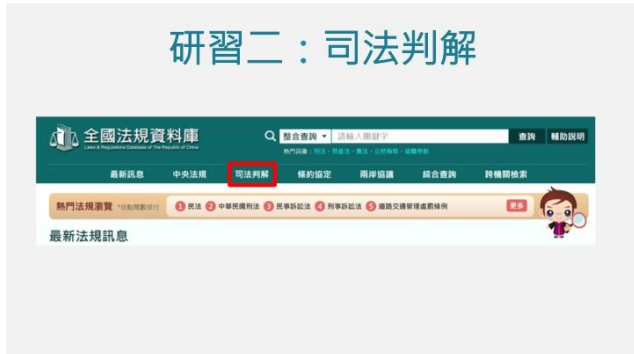 研習二：司法判解
全國法規資料庫
Laws & Regulations Database of The Republic of China
整合查詢 請輸入關鍵字 查詢 輔助說明
最新訊息 中央法規 司法判解 條約協定 兩岸協議 綜合查詢 跨機關檢索
熱門法規瀏覽 1 民法 2 中華民國刑法 3 民事訴訟法 4 刑事訴訟法 5 道路交通管理處罰條例 更多
最新法規訊息